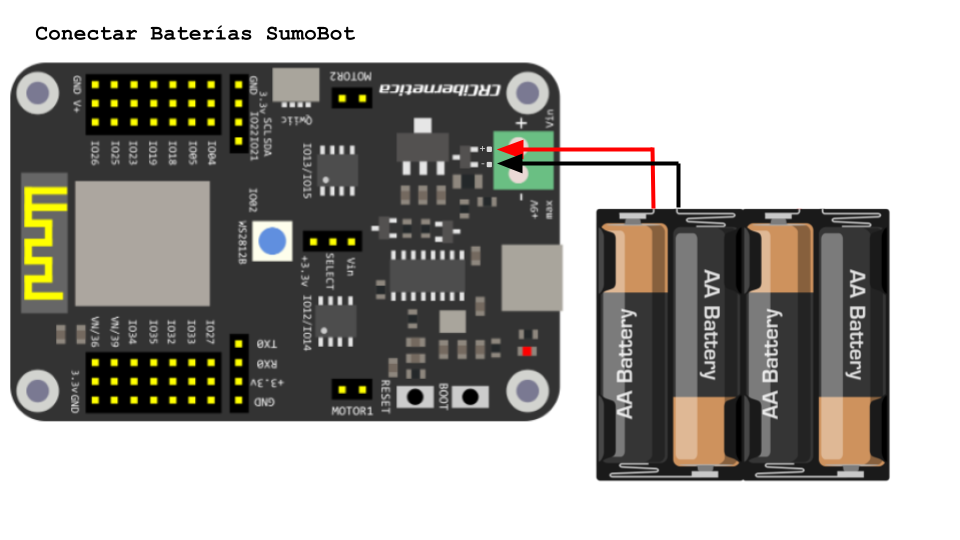 Conectar Baterías SumoBot
GND V+
IO26
IO25
IO23
IO19
IO18
IO05
IO04
GND
3.3v
SCL
SDA
IO22
IO21
Qwiic
MOTOR2
CRCibernetica
Vin
+
+
-
-
max
+6V
IO13/IO15
IO02
WS2812B
+3.3v
SELECT
Vin
IO12/IO14
VN/36
VN/39
IO34
IO35
IO32
IO33
IO27
3.3v
GND
TX0
RX0
+3.3v
GND
MOTOR1
RESET
BOOT
AA Battery
AA Battery
AA Battery
AA Battery